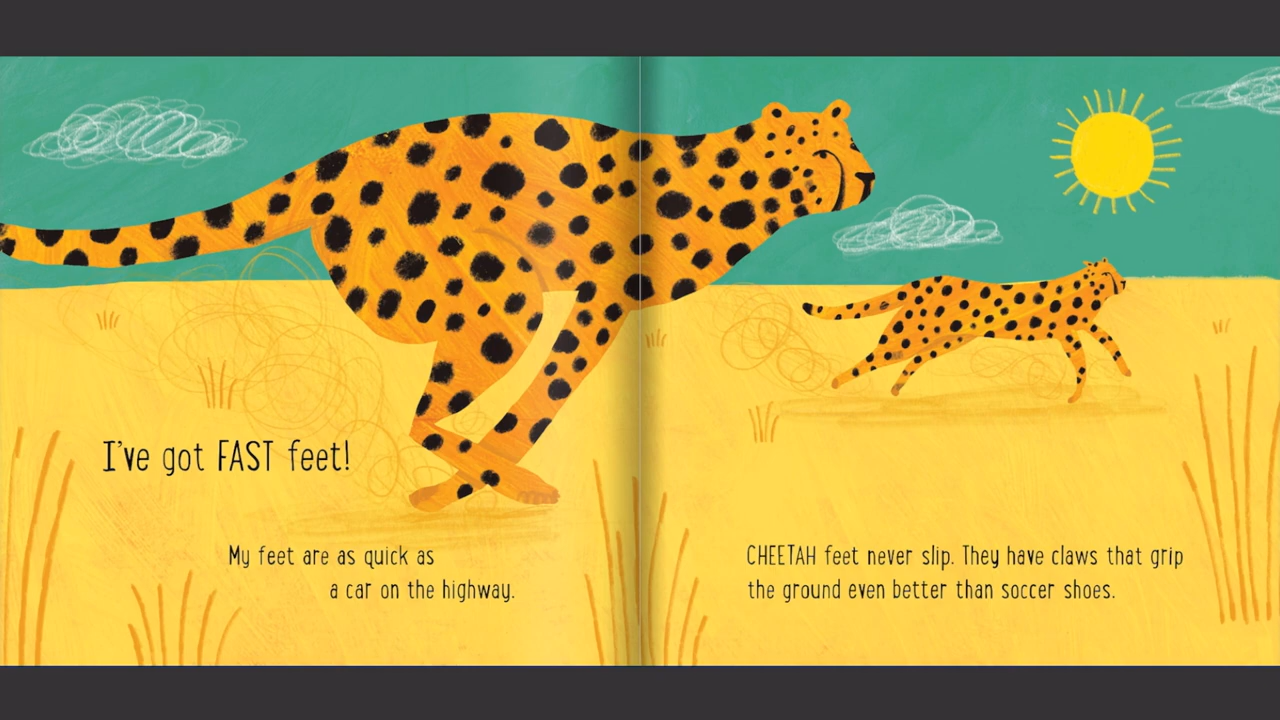 I've got FAST feet!
My feet are as quick as
a car on the highway.
CHEETAH feet never slip. They have claws that grip
the ground even better than soccer shoes.